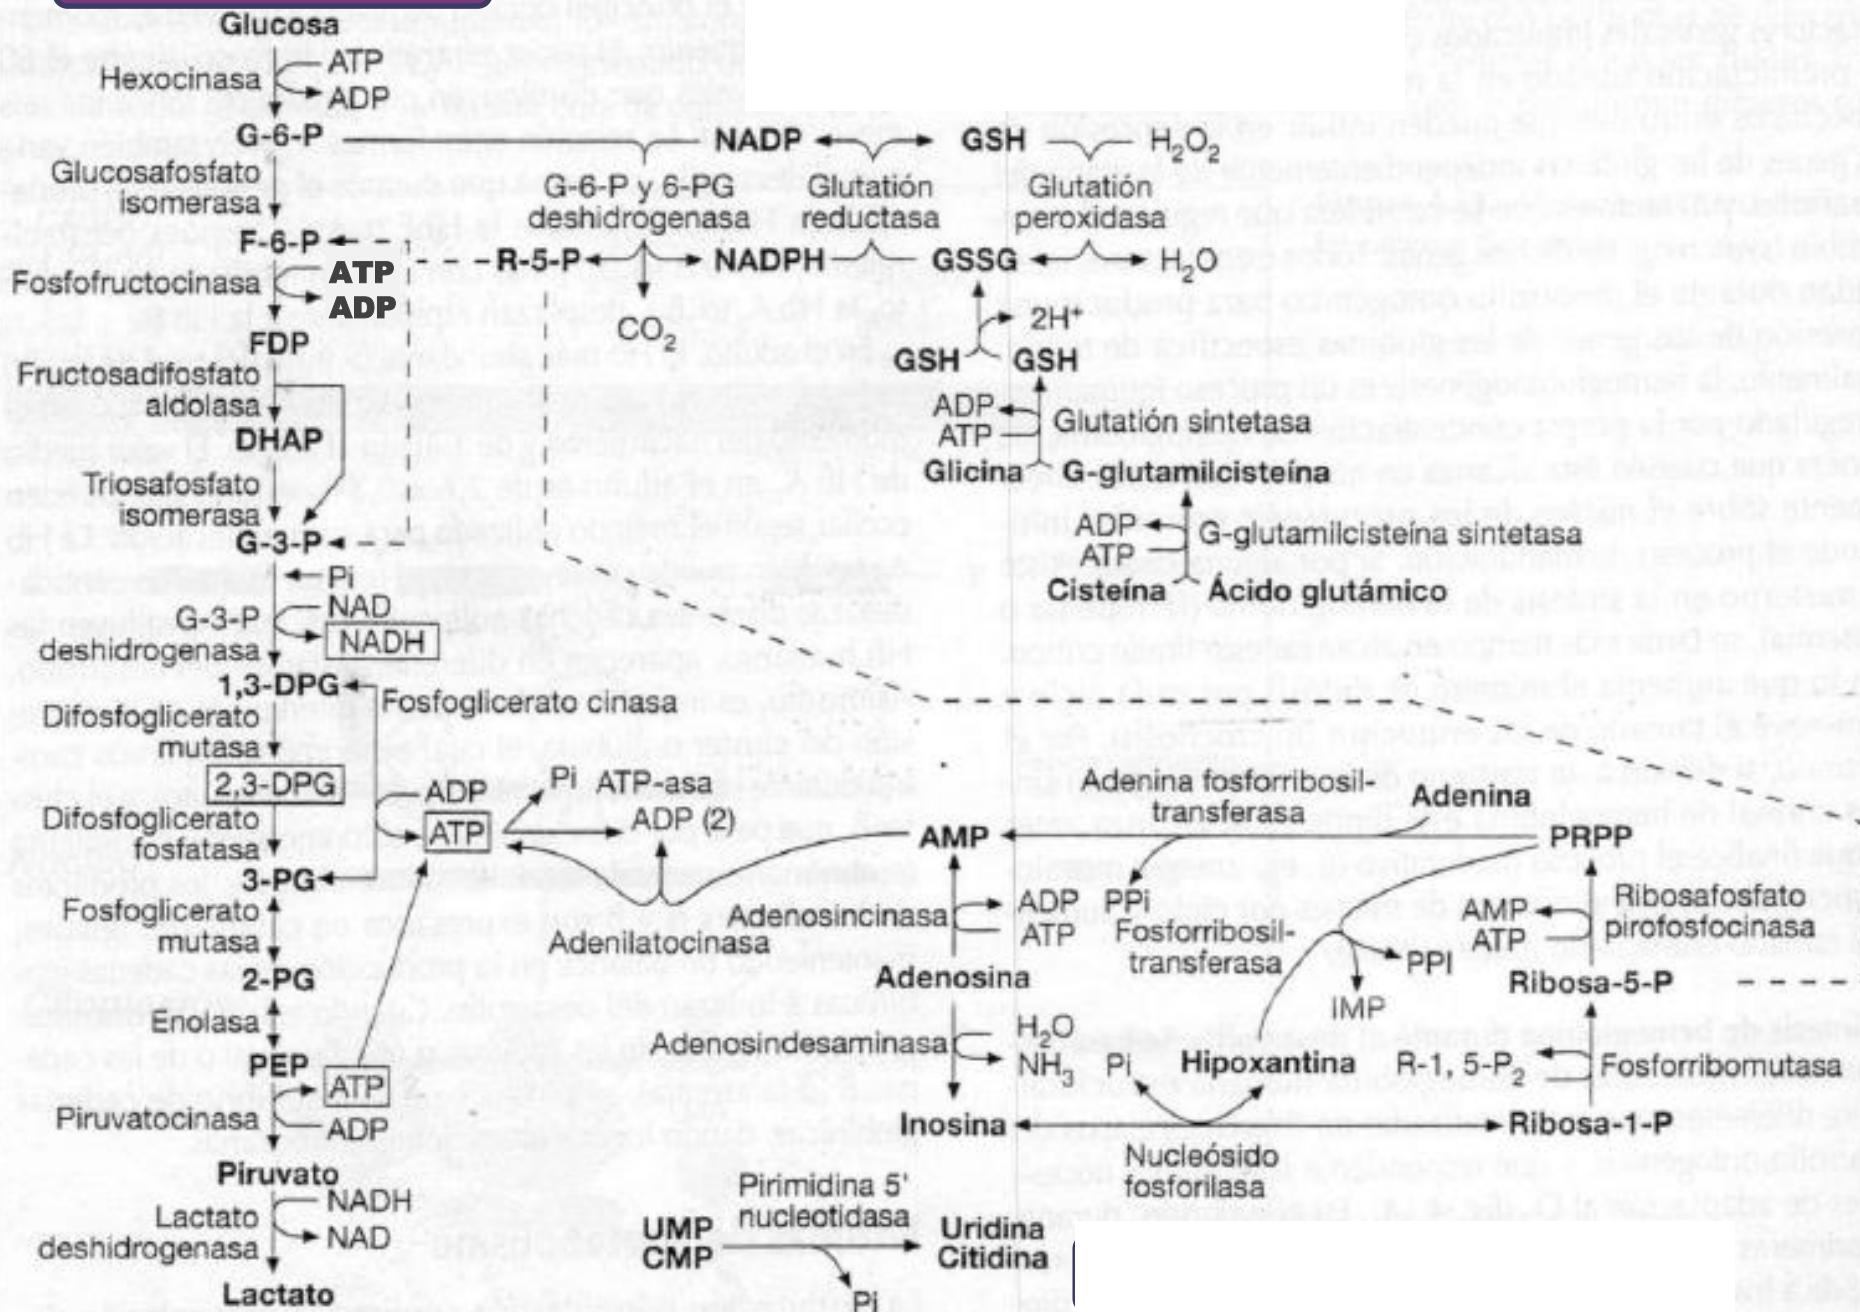 Glucosa
Hexocinasa
ATP
ADP
G-6-P
NADP
GSH
H₂O₂
Glucosafosfato
isomerasa
G-6-P y 6-PG
deshidrogenasa
Glutatión
reductasa
Glutatión
peroxidasa
F-6-P
R-5-P
NADPH
GSSG
H₂O
Fosfofructocinasa
ATP
ADP
CO₂
2H⁺
FDP
GSH
GSH
Fructosadifosfato
aldolasa
ADP
ATP
Glutatión sintetasa
DHAP
Glicina
G-glutamilcisteína
Triosafosfato
isomerasa
ADP
ATP
G-glutamilcisteína sintetasa
G-3-P
Cisteína
Ácido glutámico
Pi
G-3-P
deshidrogenasa
NAD
NADH
1,3-DPG
Fosfoglicerato cinasa
Difosfoglicerato
mutasa
2,3-DPG
ADP
ATP
Pi
ATP-asa
ADP (2)
Adenina fosforribosil-
transferasa
Adenina
AMP
PRPP
Difosfoglicerato
fosfatasa
3-PG
Fosfoglicerato
mutasa
Adenilatocinasa
Adenosincinasa
ADP
ATP
PPi
Fosforribosil-
transferasa
PPI
IMP
AMP
ATP
Ribosafosfato
pirofosfocinasa
2-PG
Adenosina
Ribosa-5-P
Enolasa
Adenosindesaminasa
H₂O
NH₃
Pi
Hipoxantina
R-1, 5-P₂
Fosforribomutasa
PEP
ATP
Piruvatocinasa
ADP
Inosina
Ribosa-1-P
Nucleósido
fosforilasa
Piruvato
Lactato
deshidrogenasa
NADH
NAD
Lactato
UMP
CMP
Pirimidina 5'
nucleotidasa
Uridina
Citidina
Pi